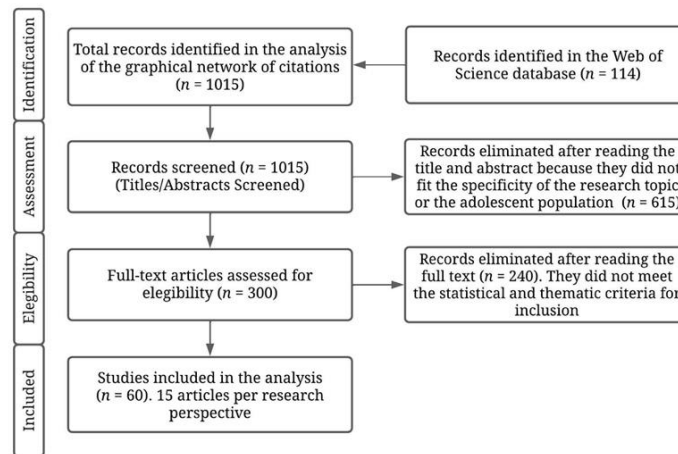 Identification
Total records identified in the analysis
of the graphical network of citations
(n = 1015)
Records identified in the Web of
Science database (n = 114)
Assessment
Records screened (n = 1015)
(Titles/Abstracts Screened)
Records eliminated after reading the
title and abstract because they did not
fit the specificity of the research topic
or the adolescent population (n = 615)
Elegibility
Full-text articles assessed for
elegibility (n = 300)
Records eliminated after reading the
full text (n = 240). They did not meet
the statistical and thematic criteria for
inclusion
Included
Studies included in the analysis
(n = 60). 15 articles per research
perspective